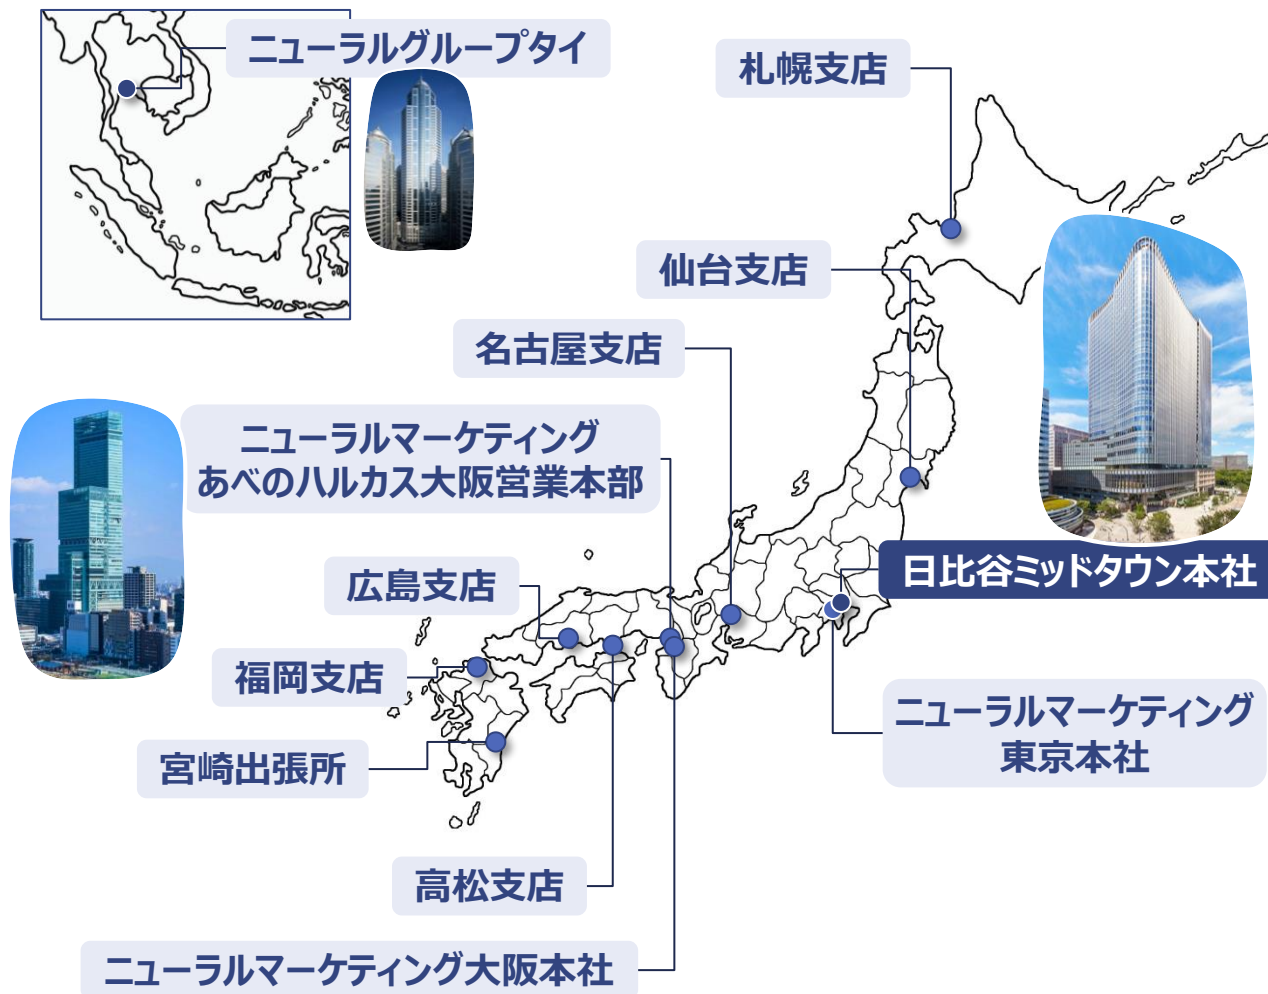 ニューラルグループタイ
札幌支店
仙台支店
名古屋支店
ニューラルマーケティング
あべのハルカス大阪営業本部
日比谷ミッドタウン本社
広島支店
福岡支店
ニューラルマーケティング
東京本社
宮崎出張所
高松支店
ニューラルマーケティング大阪本社